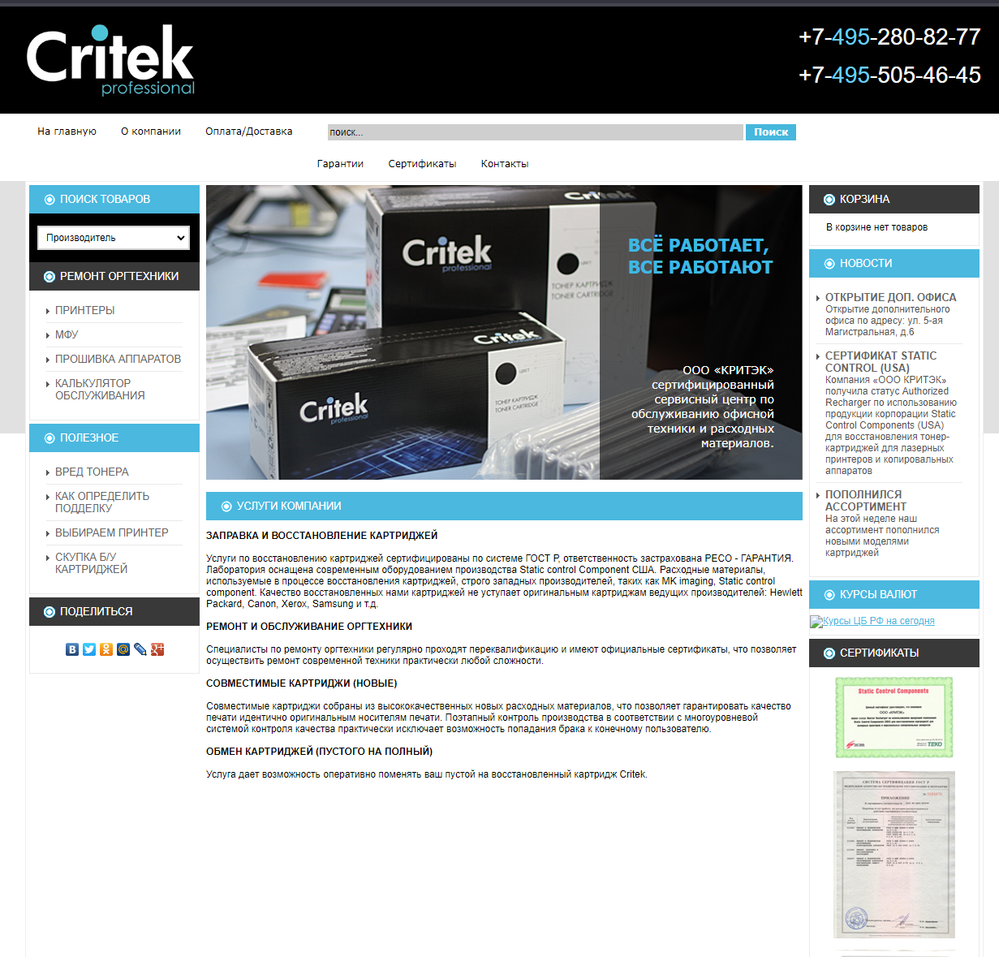 Critek
professional
+7-495-280-82-77
+7-495-505-46-45
На главную
О компании
Оплата/Доставка
поиск...
Поиск
Гарантии
Сертификаты
Контакты
ПОИСК ТОВАРОВ
Производитель
РЕМОНТ ОРГТЕХНИКИ
ПРИНТЕРЫ
МФУ
ПРОШИВКА АППАРАТОВ
КАЛЬКУЛЯТОР
ОБСЛУЖИВАНИЯ
ПОЛЕЗНОЕ
ВРЕД ТОНЕРА
КАК ОПРЕДЕЛИТЬ
ПОДДЕЛКУ
ВЫБИРАЕМ ПРИНТЕР
СКУПКА Б/У
КАРТРИДЖЕЙ
ПОДЕЛИТЬСЯ
Critek
Critek
professional
ЦВЕТ
ТОНЕР КАРТРИДЖ
TONER CARTRIDGE
Critek
professional
ЦВЕТ
ТОНЕР КАРТРИДЖ
TONER CARTRIDGE
Critek
professional
ВСЁ РАБОТАЕТ,
ВСЕ РАБОТАЮТ
ООО «КРИТЭК»
сертифицированный
сервисный центр по
обслуживанию офисной
техники и расходных
материалов.
УСЛУГИ КОМПАНИИ
ЗАПРАВКА И ВОССТАНОВЛЕНИЕ КАРТРИДЖЕЙ
Услуги по восстановлению картриджей сертифицированы по системе ГОСТ Р, ответственность застрахована РЕСО - ГАРАНТИЯ.
Лаборатория оснащена современным оборудованием производства Static control Component США. Расходные материалы,
используемые в процессе восстановления картриджей, строго западных производителей, таких как MK imaging, Static control
component. Качество восстановленных нами картриджей не уступает оригинальным картриджам ведущих производителей: Hewlett
Packard, Canon, Xerox, Samsung и т.д.
РЕМОНТ И ОБСЛУЖИВАНИЕ ОРГТЕХНИКИ
Специалисты по ремонту оргтехники регулярно проходят переквалификацию и имеют официальные сертификаты, что позволяет
осуществить ремонт современной техники практически любой сложности.
СОВМЕСТИМЫЕ КАРТРИДЖИ (НОВЫЕ)
Совместимые картриджи собраны из высококачественных новых расходных материалов, что позволяет гарантировать качество
печати идентично оригинальным носителям печати. Поэтапный контроль производства в соответствии с многоуровневой
системой контроля качества практически исключает возможность попадания брака к конечному пользователю.
ОБМЕН КАРТРИДЖЕЙ (ПУСТОГО НА ПОЛНЫЙ)
Услуга дает возможность оперативно поменять ваш пустой на восстановленный картридж Critek.
КОРЗИНА
В корзине нет товаров
НОВОСТИ
ОТКРЫТИЕ ДОП. ОФИСА
Открытие дополнительного
офиса по адресу: ул. 5-ая
Магистральная, д.6
СЕРТИФИКАТ STATIC
CONTROL (USA)
Компания «ООО КРИТЭК»
получила статус Authorized
Recharger по использованию
продукции корпорации Static
Control Components (USA)
для восстановления тонер-
картриджей для лазерных
принтеров и копировальных
аппаратов
ПОПОЛНИЛСЯ
АССОРТИМЕНТ
На этой неделе наш
ассортимент пополнился
новыми моделями
картриджей
КУРСЫ ВАЛЮТ
Курсы ЦБ РФ на сегодня
СЕРТИФИКАТЫ
Static Control Components
ООО «КРИТЭК»
TEKO
СИСТЕМА СЕРТИФИКАЦИИ ГОСТ Р
ПРИЛОЖЕНИЕ